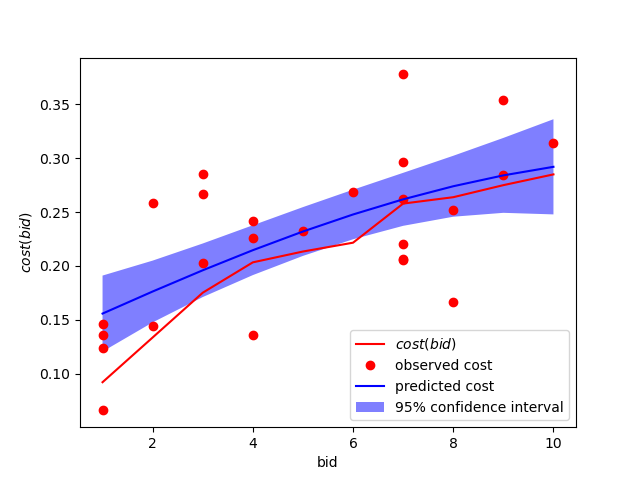 0.35
0.30
0.25
0.20
0.15
0.10
cost(bid)
cost(bid)
observed cost
predicted cost
95% confidence interval
2
4
6
8
10
bid